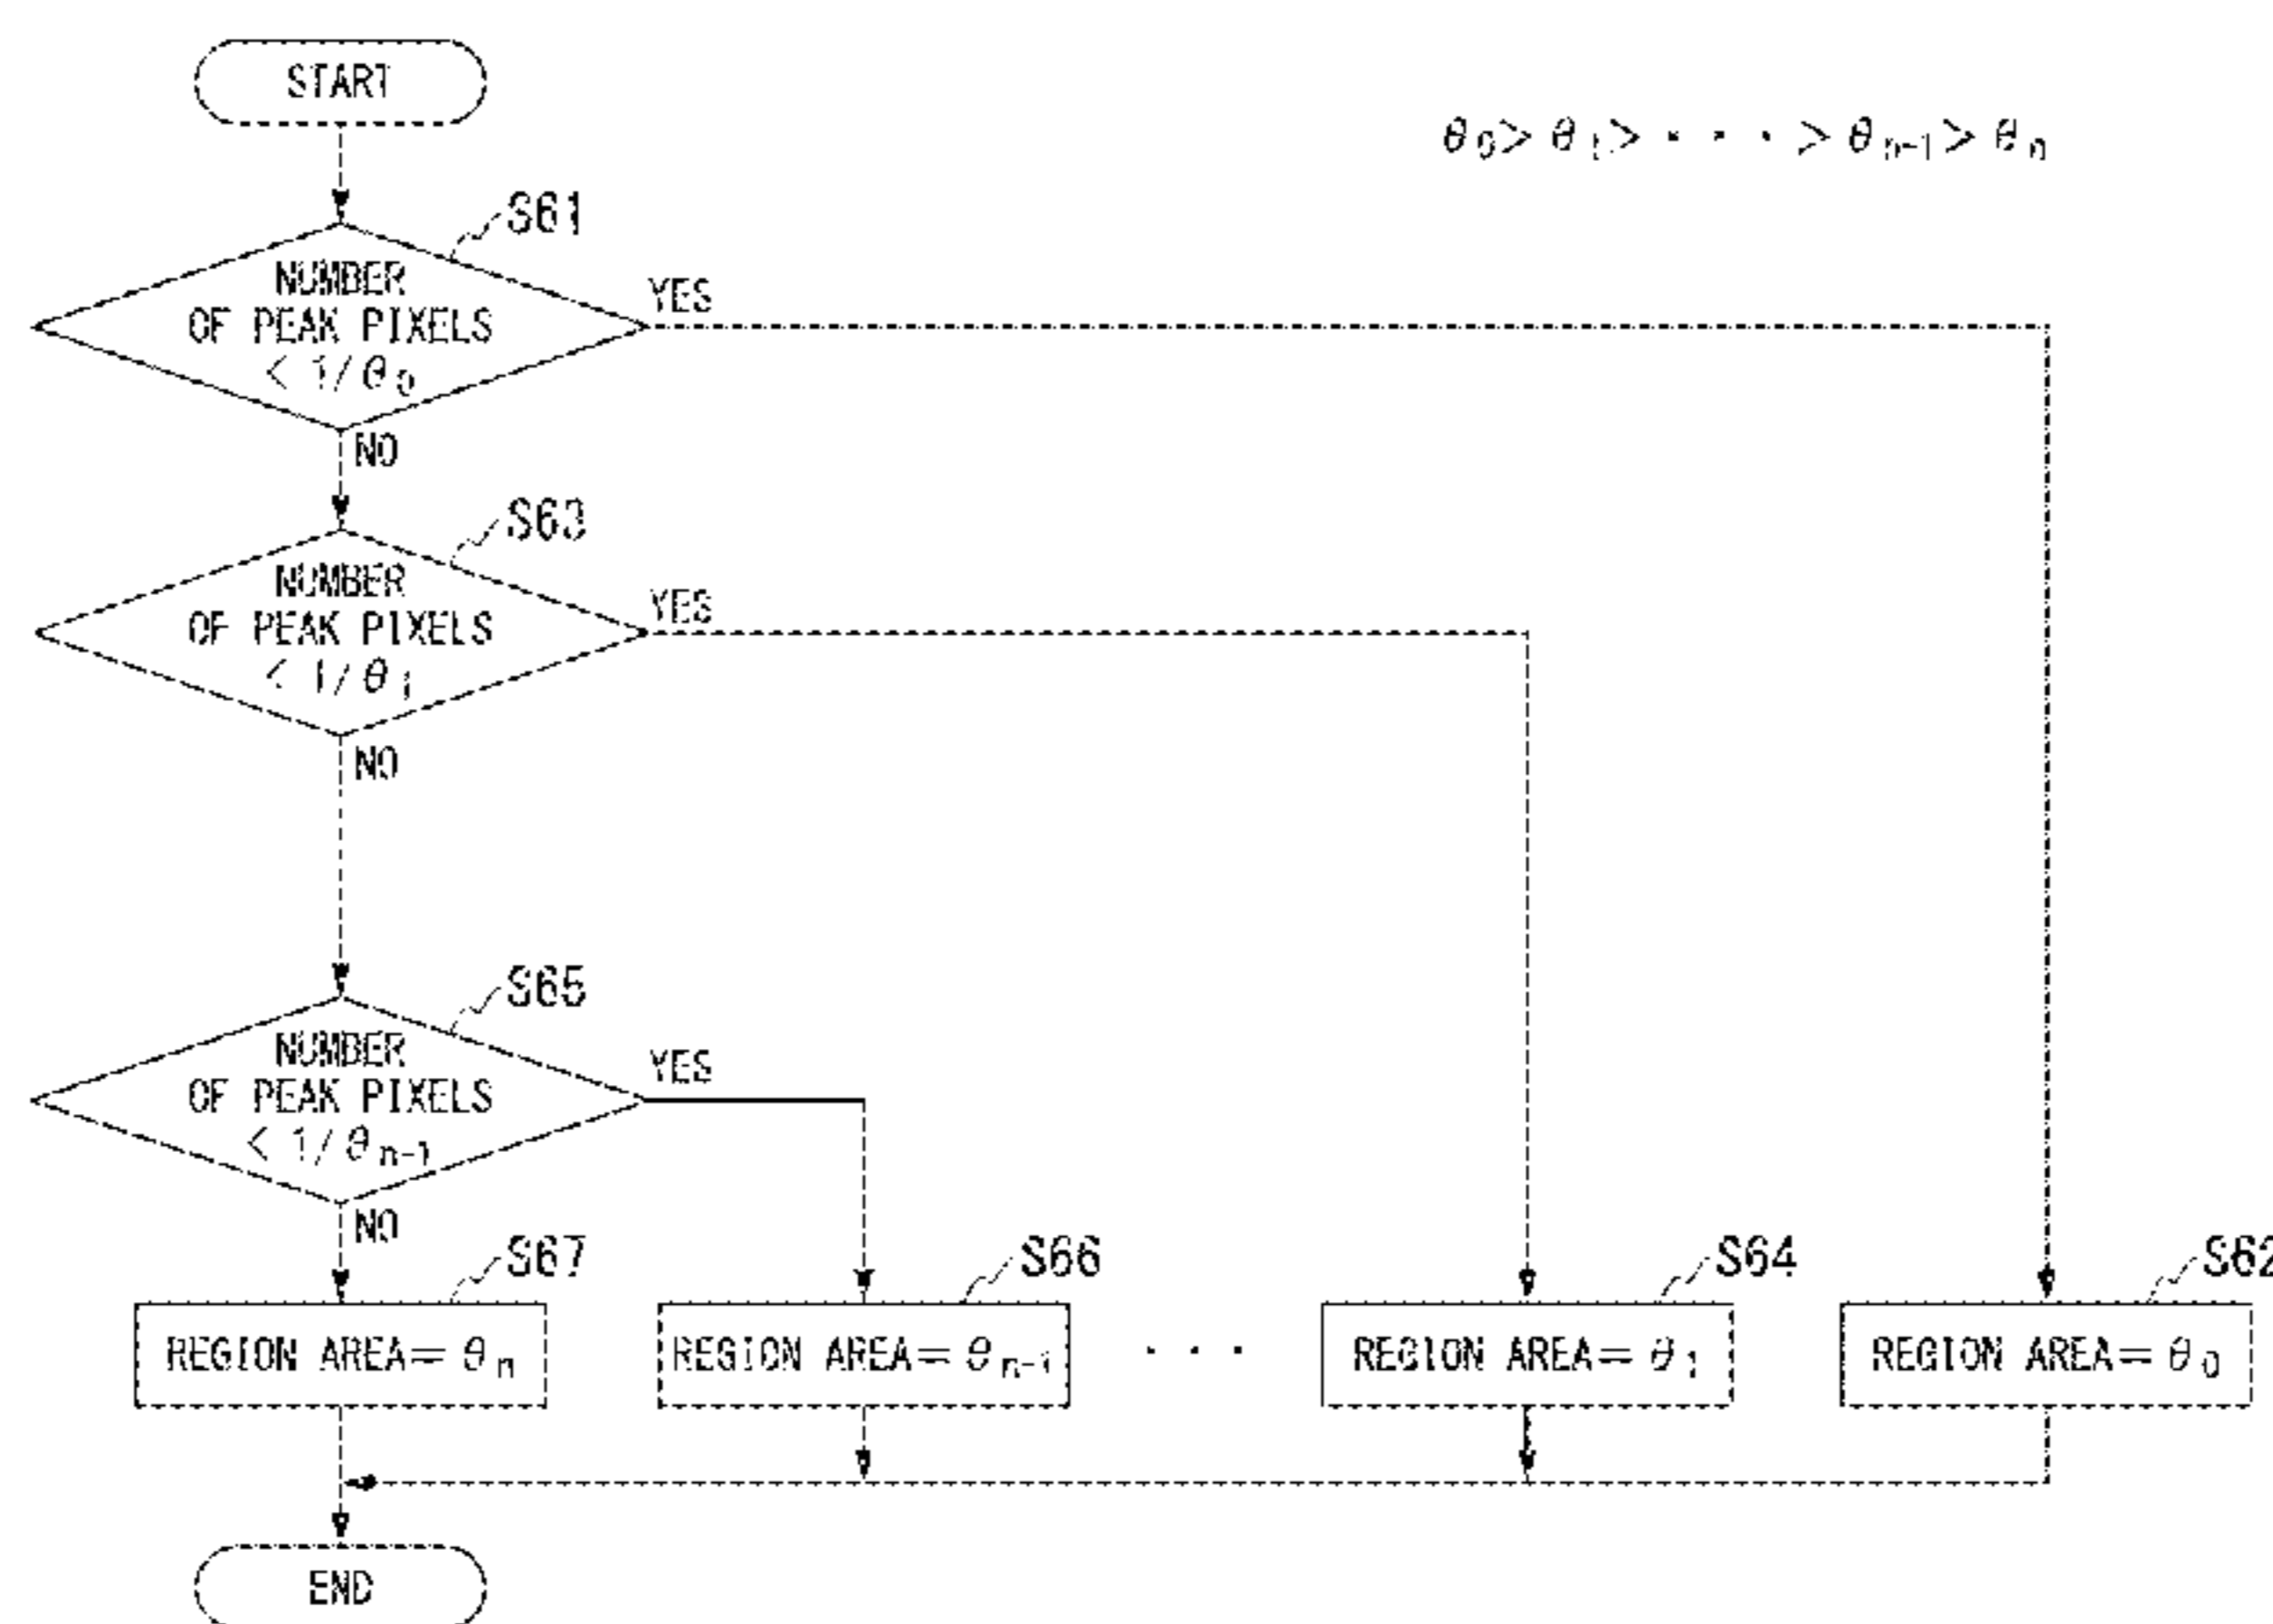 START
θ0> θ1> · · · > θn-1> θn
S61
NUMBER
OF PEAK PIXELS
< 1/θ0
YES
NO
S63
NUMBER
OF PEAK PIXELS
< 1/θ1
YES
NO
S65
NUMBER
OF PEAK PIXELS
< 1/θn-1
YES
NO
S67
REGION AREA= θn
S66
REGION AREA= θn-1
· · ·
S64
REGION AREA= θ1
S62
REGION AREA= θ0
END